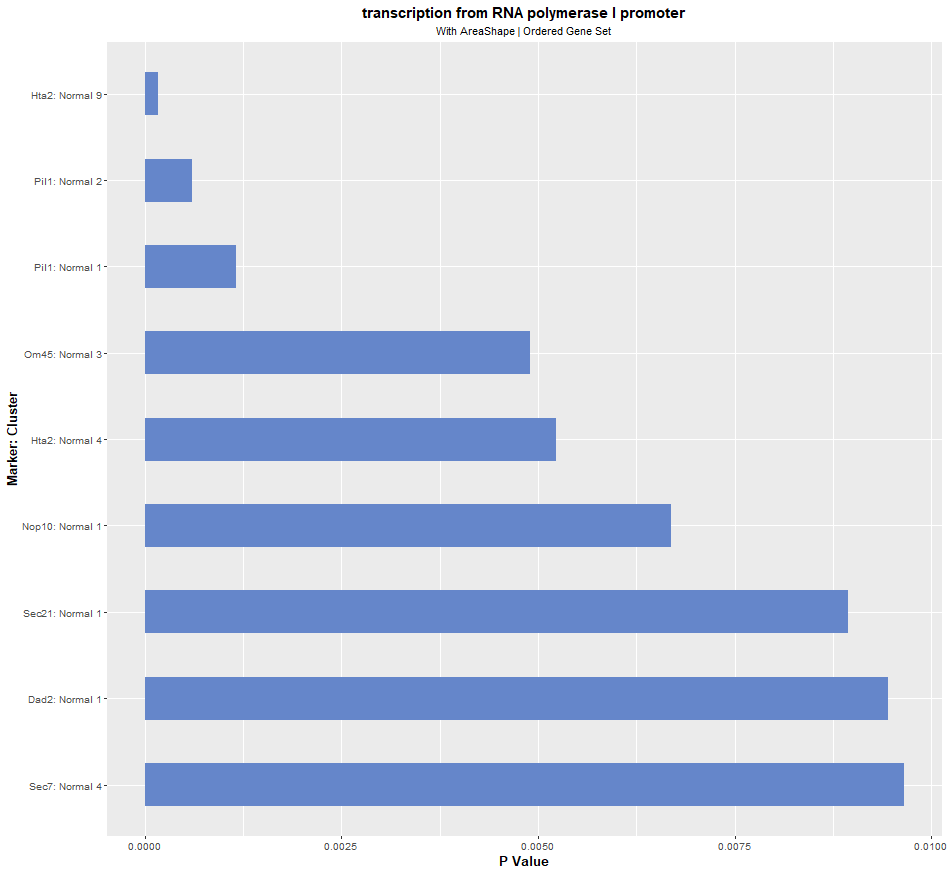 transcription from RNA polymerase I promoter
With AreaShape | Ordered Gene Set
Marker: Cluster
Hta2: Normal 9
Pil1: Normal 2
Pil1: Normal 1
Om45: Normal 3
Hta2: Normal 4
Nop10: Normal 1
Sec21: Normal 1
Dad2: Normal 1
Sec7: Normal 4
0.0000 0.0025 0.0050 0.0075 0.0100
P Value